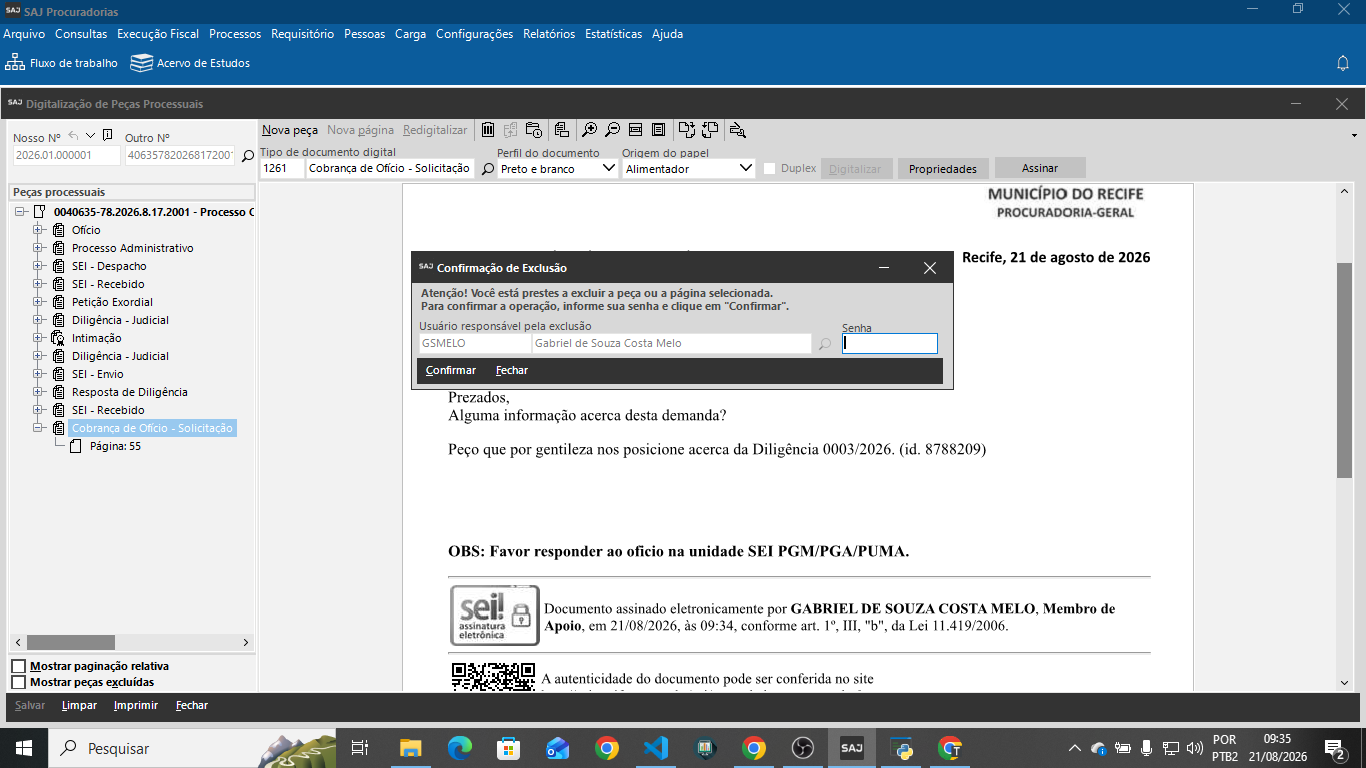 SAJ SAJ Procuradorias
Arquivo Consultas Execução Fiscal Processos Requisitório Pessoas Carga Configurações Relatórios Estatísticas Ajuda
Fluxo de trabalho Acervo de Estudos
SAJ Digitalização de Peças Processuais
Nosso Nº Outro Nº
2026.01.000001 40635782026817200
Nova peça Nova página Redigitalizar
Tipo de documento digital Perfil do documento Origem do papel
1261 Cobrança de Ofício - Solicitação Preto e branco Alimentador Duplex Digitalizar Propriedades Assinar
Peças processuais
0040635-78.2026.8.17.2001 - Processo
Ofício
Processo Administrativo
SEI - Despacho
SEI - Recebido
Petição Exordial
Diligência - Judicial
Intimação
Diligência - Judicial
SEI - Envio
Resposta de Diligência
SEI - Recebido
Cobrança de Ofício - Solicitação
Página: 55
Mostrar paginação relativa
Mostrar peças excluídas
MUNICÍPIO DO RECIFE
PROCURADORIA-GERAL
Recife, 21 de agosto de 2026
SAJ Confirmação de Exclusão
Atenção! Você está prestes a excluir a peça ou a página selecionada.
Para confirmar a operação, informe sua senha e clique em "Confirmar".
Usuário responsável pela exclusão Senha
GSMELO Gabriel de Souza Costa Melo
Confirmar Fechar
Prezados,
Alguma informação acerca desta demanda?
Peço que por gentileza nos posicione acerca da Diligência 0003/2026. (id. 8788209)
OBS: Favor responder ao oficio na unidade SEI PGM/PGA/PUMA.
sei!
assinatura
eletrônica
Documento assinado eletronicamente por GABRIEL DE SOUZA COSTA MELO, Membro de
Apoio, em 21/08/2026, às 09:34, conforme art. 1º, III, "b", da Lei 11.419/2006.
A autenticidade do documento pode ser conferida no site
Salvar Limpar Imprimir Fechar
Pesquisar
SAJ
POR
PTB2
09:35
21/08/2026
2